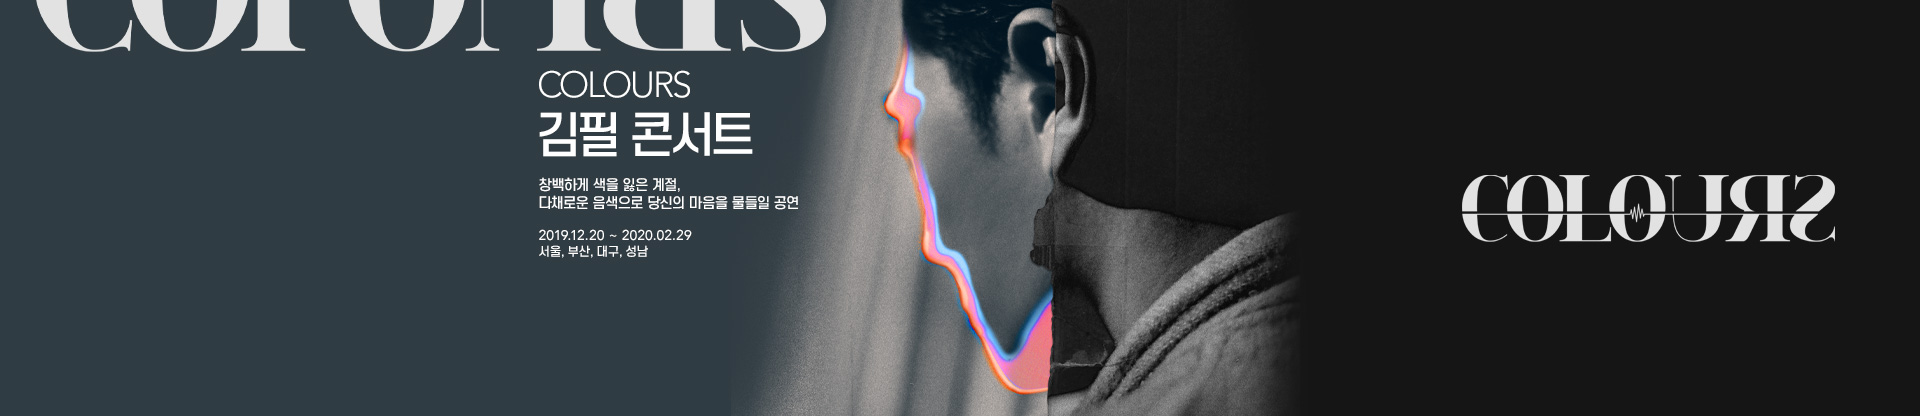 COLOURS
COLOURS
김필 콘서트
창백하게 색을 잃은 계절,
다채로운 음색으로 당신의 마음을 물들일 공연
2019.12.20 ~ 2020.02.29
서울, 부산, 대구, 성남
COLOURS